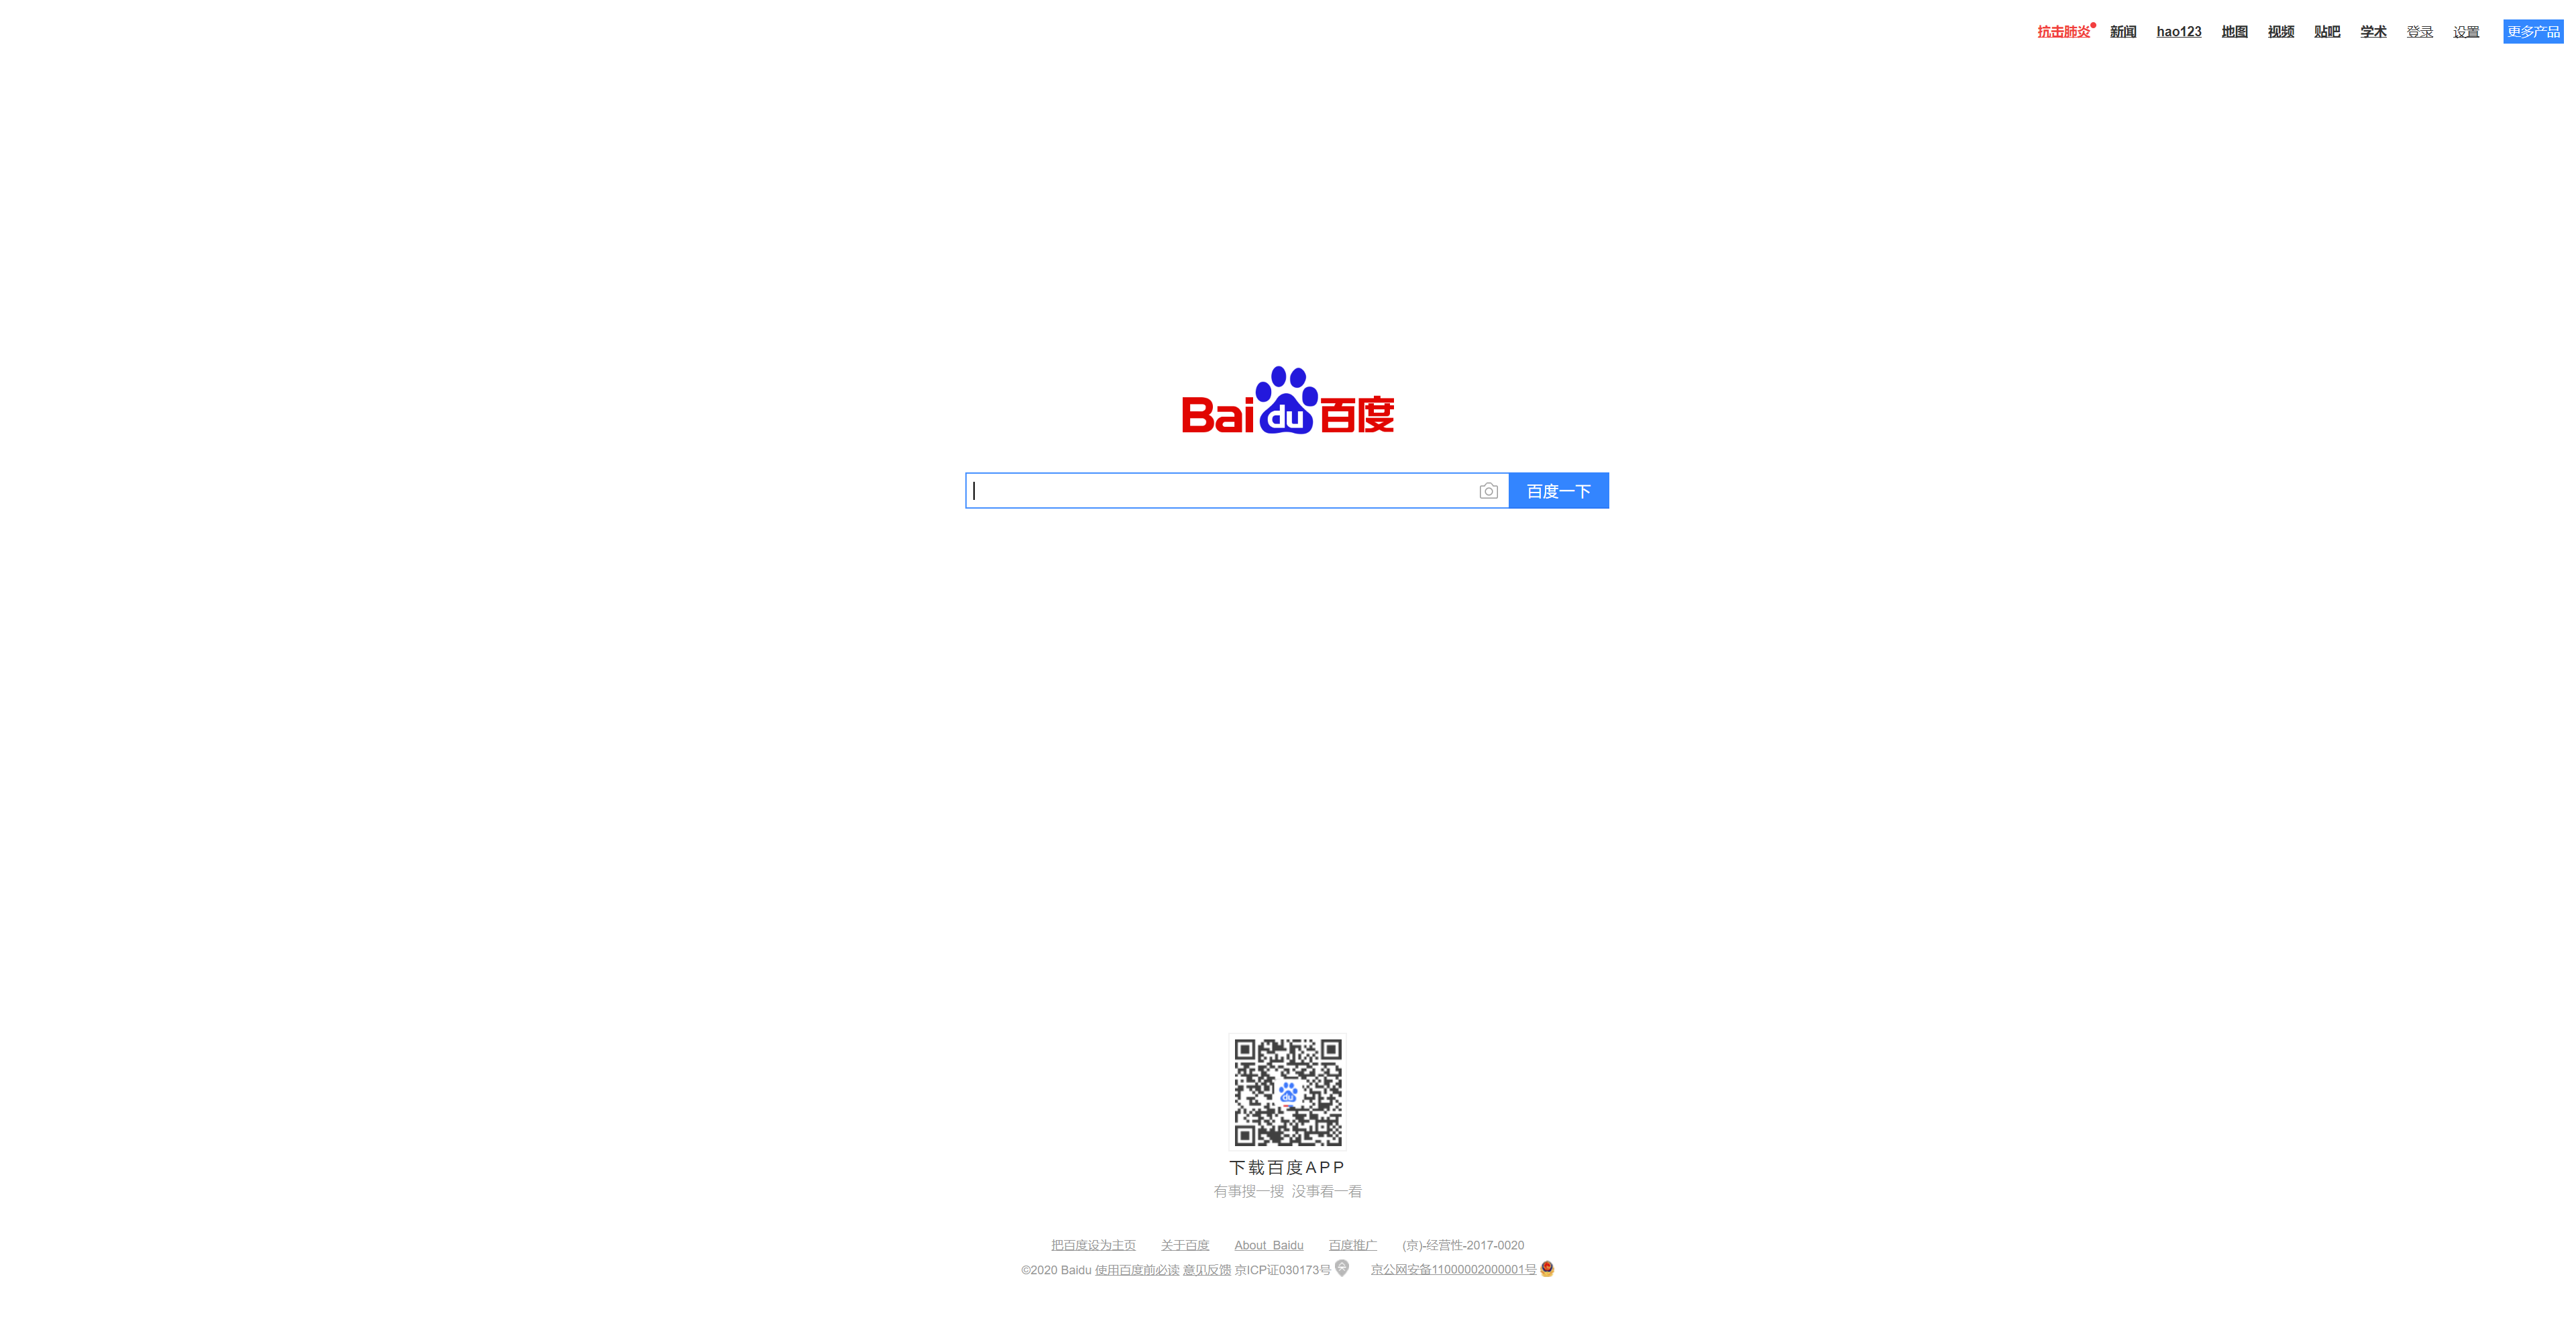 抗击肺炎 新闻 hao123 地图 视频 贴吧 学术 登录 设置 更多产品
Bai du 百度
百度一下
du
下载百度APP
有事搜一搜 没事看一看
把百度设为主页 关于百度 About Baidu 百度推广 (京)-经营性-2017-0020
©2020 Baidu 使用百度前必读 意见反馈 京ICP证030173号 京公网安备11000002000001号